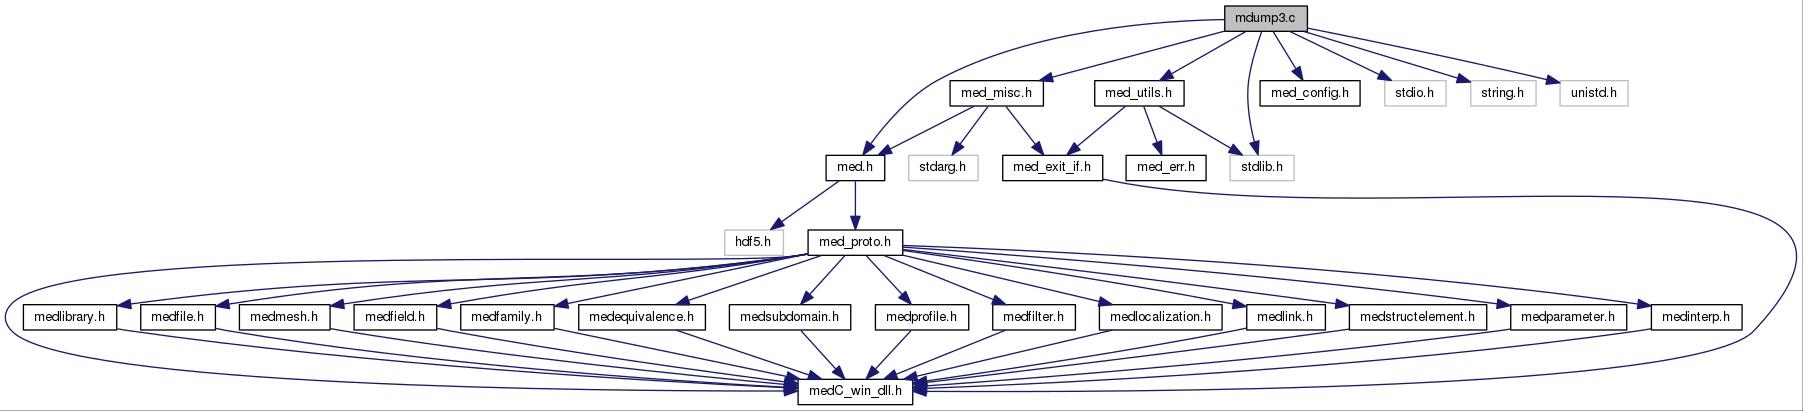 mdump3.c
med_misc.h
med_utils.h
med_config.h
stdio.h
string.h
unistd.h
med.h
stdarg.h
med_exit_if.h
med_err.h
stdlib.h
hdf5.h
med_proto.h
medlibrary.h
medfile.h
medmesh.h
medfield.h
medfamily.h
medequivalence.h
medsubdomain.h
medprofile.h
medfilter.h
medlocalization.h
medlink.h
medstructelement.h
medparameter.h
medinterp.h
medC_win_dll.h